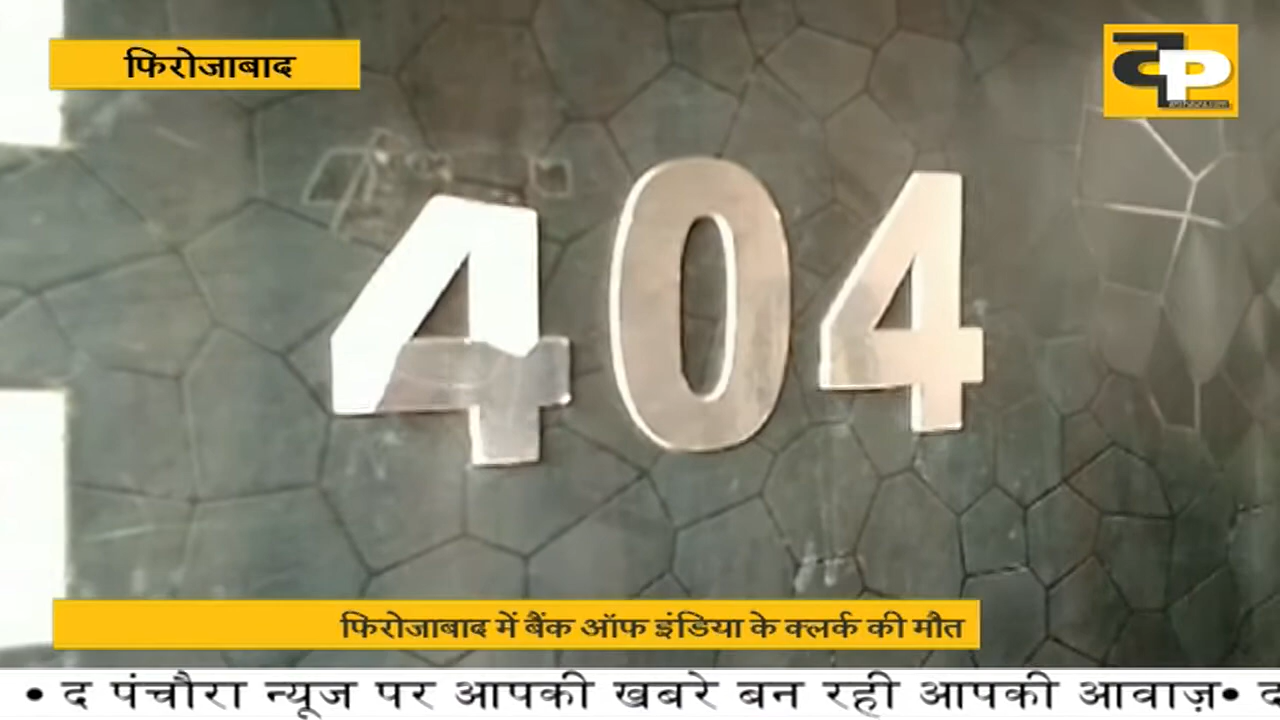 फिरोजाबाद
404
फिरोजाबाद में बैंक ऑफ इंडिया के क्लर्क की मौत
• द पंचौरा न्यूज पर आपकी खबरे बन रही आपकी आवाज़• द